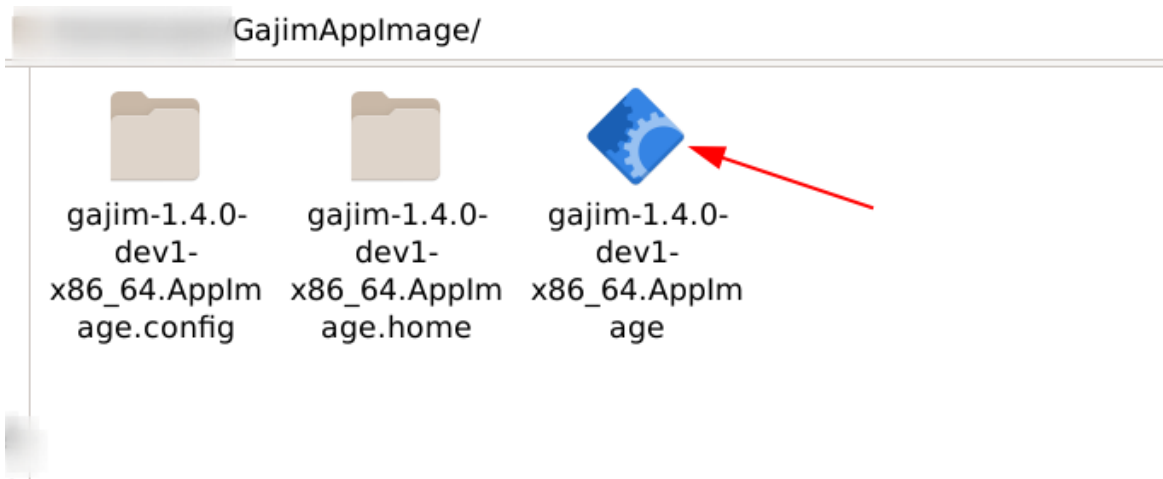 GajimAppImage/
gajim-1.4.0-
dev1-
x86_64.AppIm
age.config
gajim-1.4.0-
dev1-
x86_64.AppIm
age.home
gajim-1.4.0-
dev1-
x86_64.AppIm
age